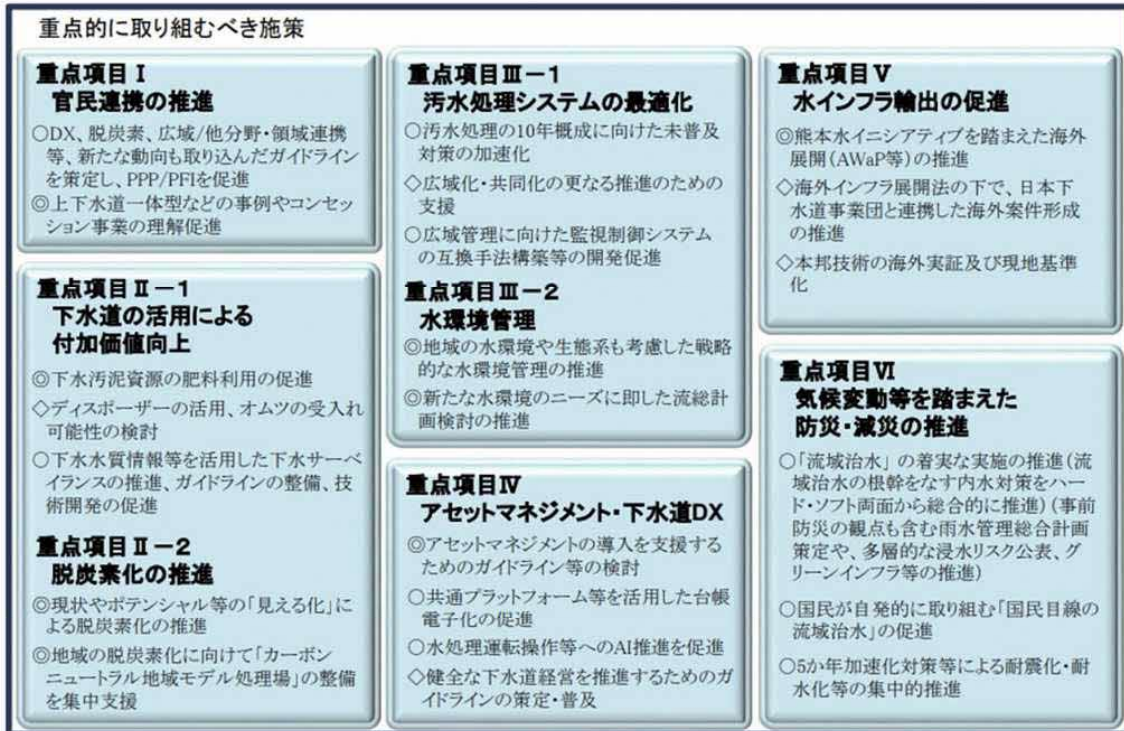 重点的に取り組むべき施策
重点項目Ⅰ
官民連携の推進
○DX、脱炭素、広域/他分野・領域連携
等、新たな動向も取り込んだガイドライン
を策定し、PPP/PFIを促進
◎上下水道一体型などの事例やコンセッ
ション事業の理解促進
重点項目Ⅱ－1
下水道の活用による
付加価値向上
◎下水汚泥資源の肥料利用の促進
◇ディスポーザーの活用、オムツの受入れ
可能性の検討
○下水水質情報等を活用した下水サーベ
イランスの推進、ガイドラインの整備、技
術開発の促進
重点項目Ⅱ－2
脱炭素化の推進
◎現状やポテンシャル等の「見える化」に
よる脱炭素化の推進
◎地域の脱炭素化に向けて「カーボン
ニュートラル地域モデル処理場」の整備
を集中支援
重点項目Ⅲ－1
汚水処理システムの最適化
○汚水処理の10年概成に向けた未普及
対策の加速化
◇広域化・共同化の更なる推進のための
支援
○広域管理に向けた監視制御システム
の互換手法構築等の開発促進
重点項目Ⅲ－2
水環境管理
◎地域の水環境や生態系も考慮した戦略
的な水環境管理の推進
◎新たな水環境のニーズに即した流総計
画検討の推進
重点項目Ⅳ
アセットマネジメント・下水道DX
◎アセットマネジメントの導入を支援する
ためのガイドライン等の検討
○共通プラットフォーム等を活用した台帳
電子化の促進
○水処理運転操作等へのAI推進を促進
◇健全な下水道経営を推進するためのガ
イドラインの策定・普及
重点項目Ⅴ
水インフラ輸出の促進
◎熊本水イニシアティブを踏まえた海外
展開（AWaP等）の推進
◇海外インフラ展開法の下で、日本下
水道事業団と連携した海外案件形成
の推進
◇本邦技術の海外実証及び現地基準
化
重点項目Ⅵ
気候変動等を踏まえた
防災・減災の推進
○「流域治水」の着実な実施の推進（流
域治水の根幹をなす内水対策をハー
ド・ソフト両面から総合的に推進）（事前
防災の観点も含む雨水管理総合計画
策定や、多層的な浸水リスク公表、グ
リーンインフラ等の推進）
○国民が自発的に取り組む「国民目線の
流域治水」の促進
○5か年加速化対策等による耐震化・耐
水化等の集中的推進